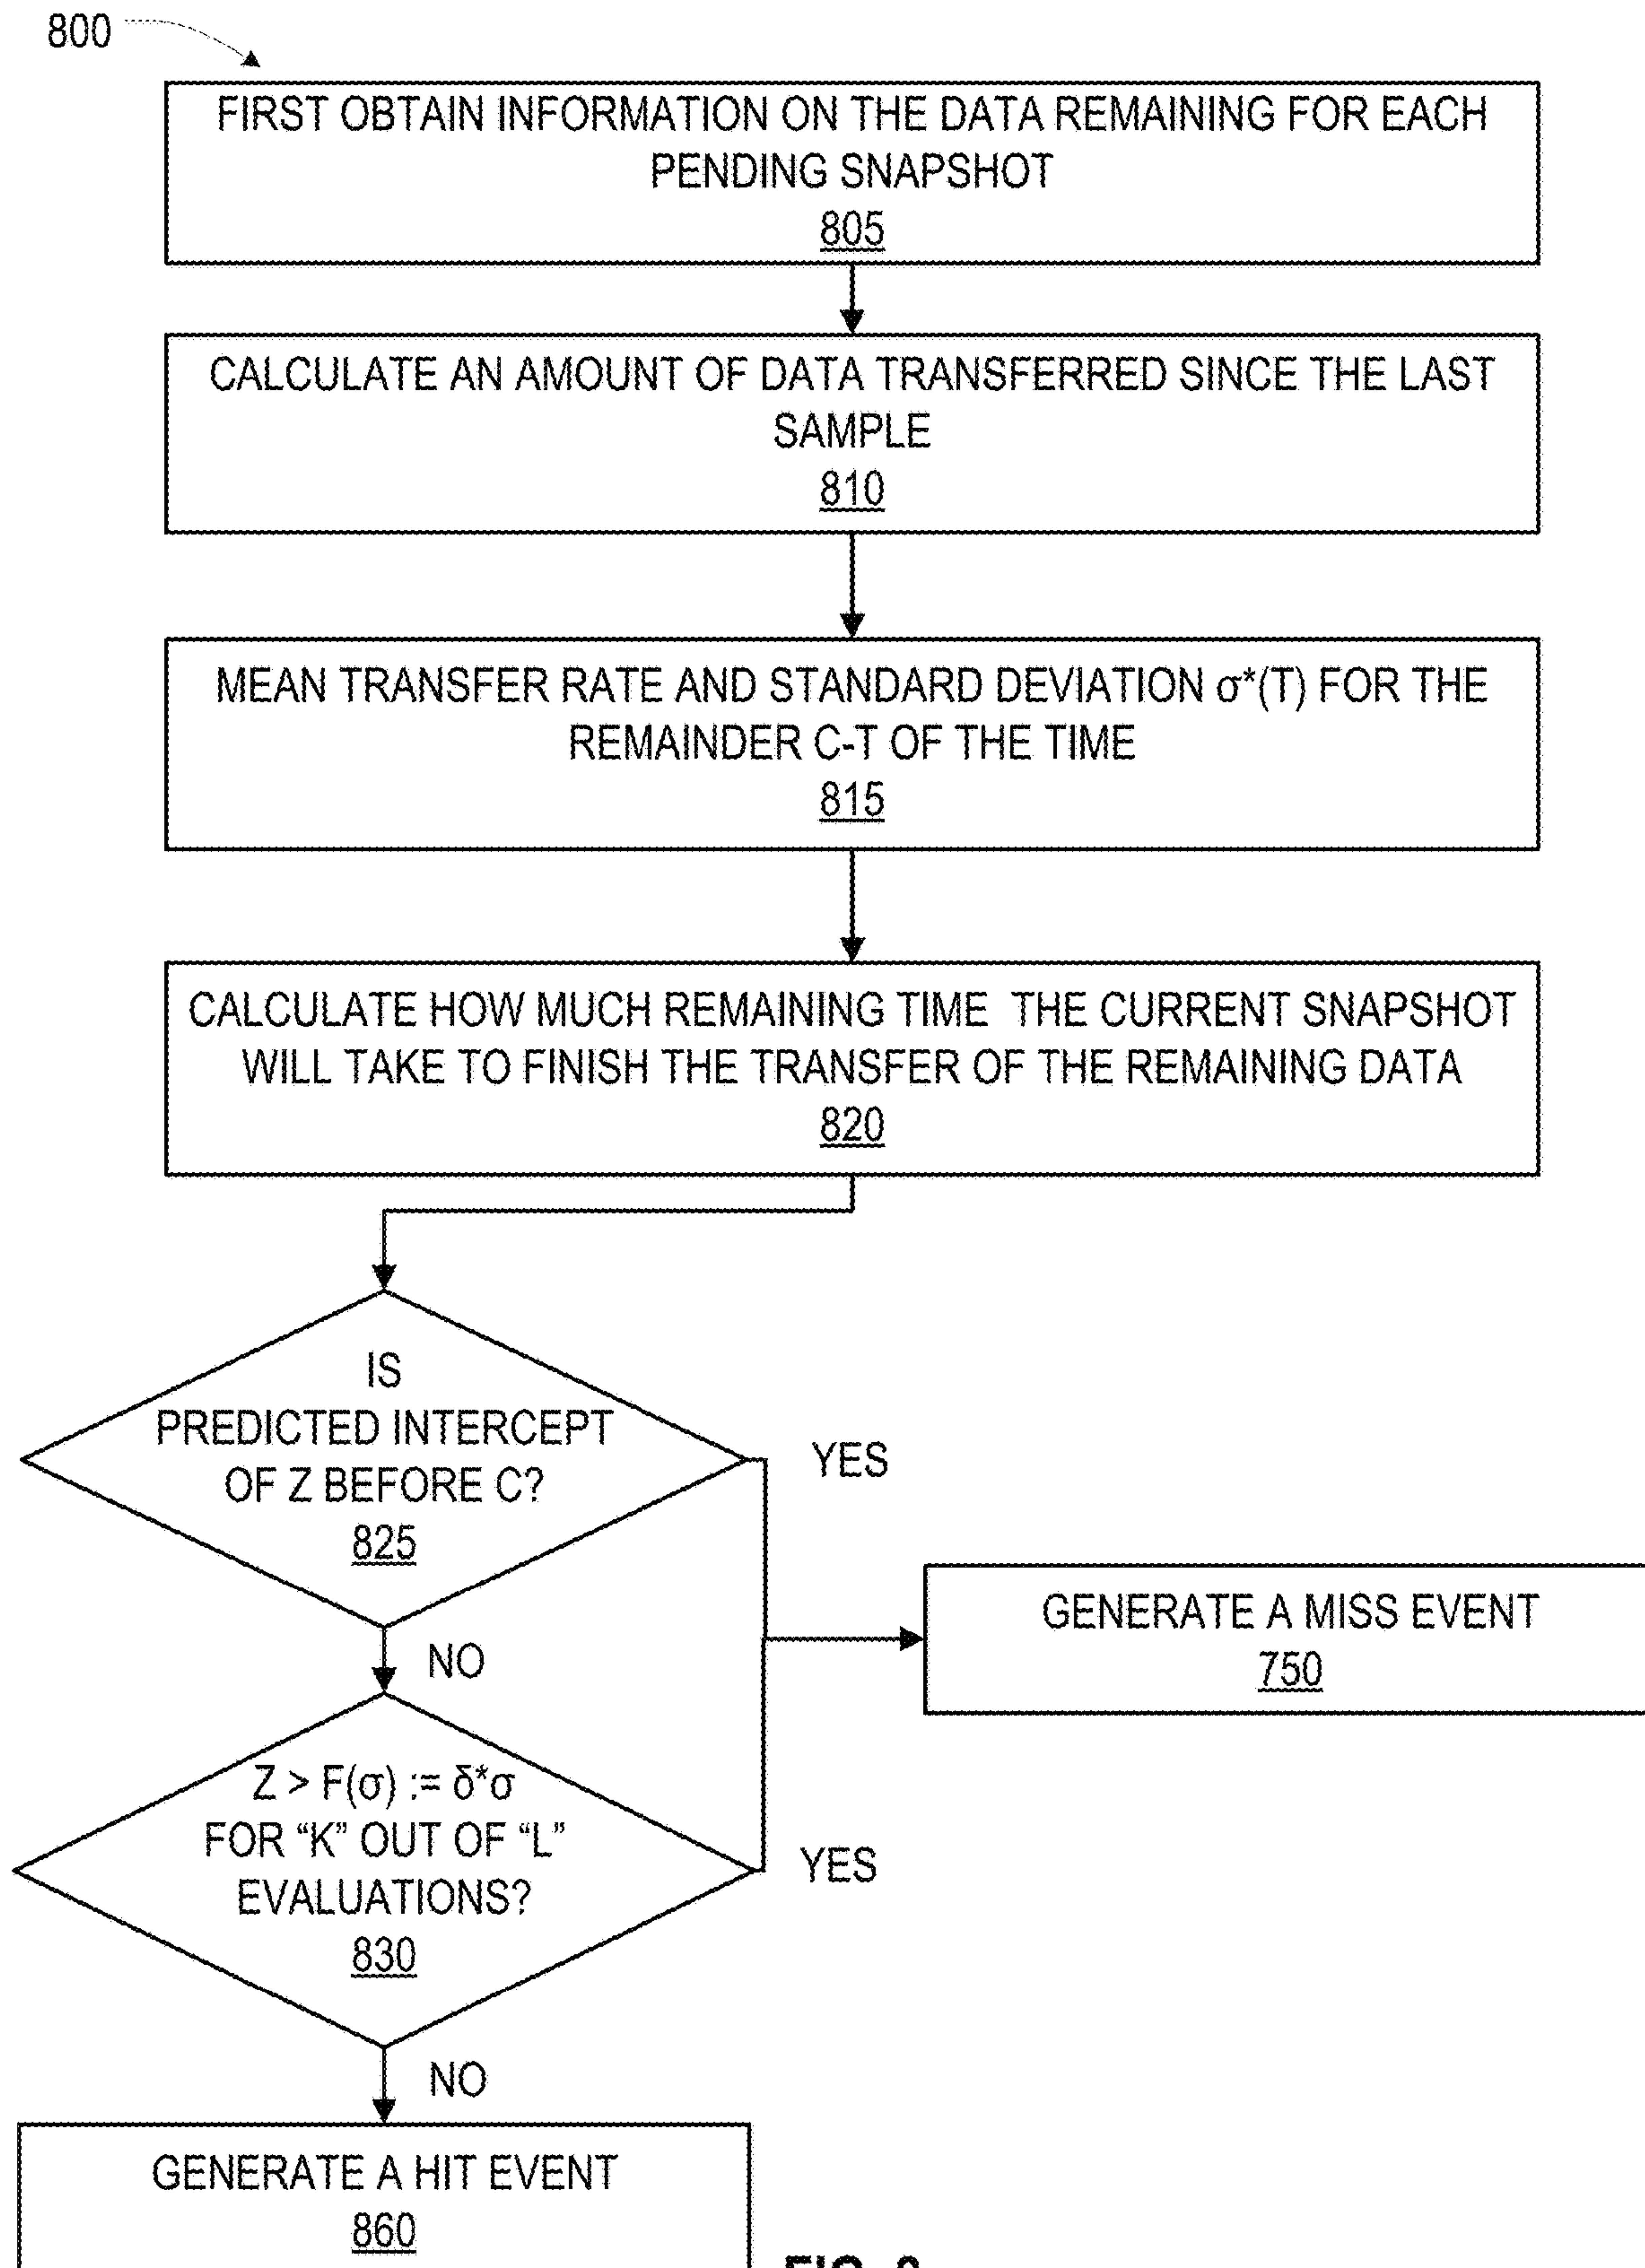 800
FIRST OBTAIN INFORMATION ON THE DATA REMAINING FOR EACH
PENDING SNAPSHOT
805
CALCULATE AN AMOUNT OF DATA TRANSFERRED SINCE THE LAST
SAMPLE
810
MEAN TRANSFER RATE AND STANDARD DEVIATION σ*(T) FOR THE
REMAINDER C-T OF THE TIME
815
CALCULATE HOW MUCH REMAINING TIME THE CURRENT SNAPSHOT
WILL TAKE TO FINISH THE TRANSFER OF THE REMAINING DATA
820
IS
PREDICTED INTERCEPT
OF Z BEFORE C?
825
YES
NO
GENERATE A MISS EVENT
750
Z > F(σ) := δ*σ
FOR “K” OUT OF “L”
EVALUATIONS?
830
YES
NO
GENERATE A HIT EVENT
860